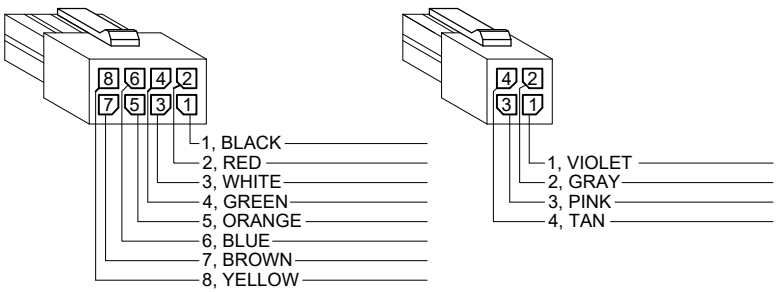 8 6 4 2
7 5 3 1
1, BLACK
2, RED
3, WHITE
4, GREEN
5, ORANGE
6, BLUE
7, BROWN
8, YELLOW
4 2
3 1
1, VIOLET
2, GRAY
3, PINK
4, TAN